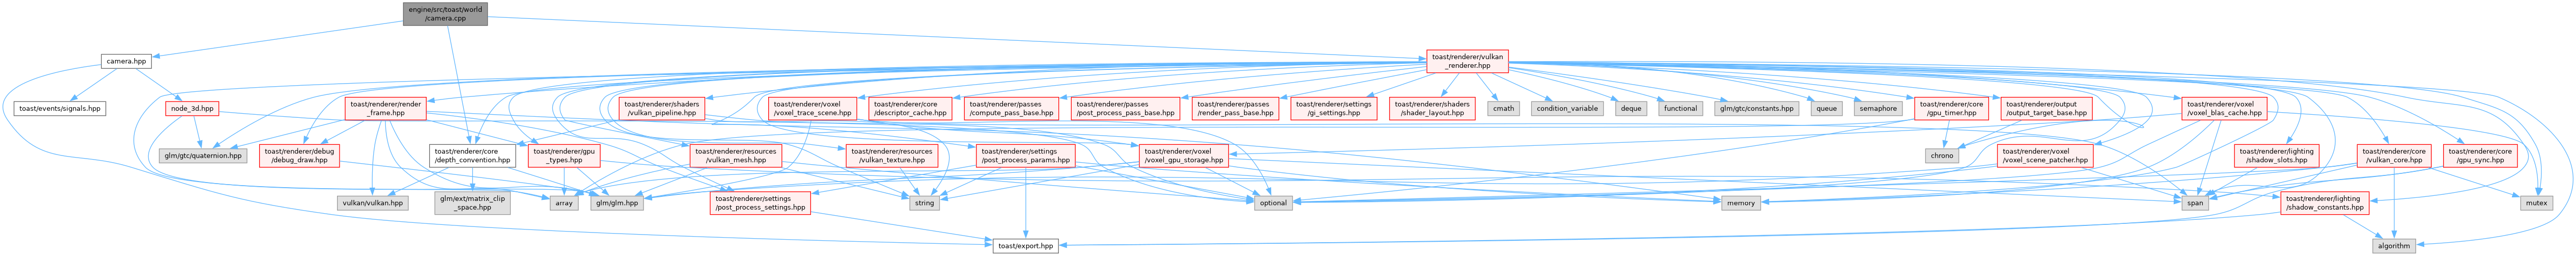 engine/src/toast/world
/camera.cpp
camera.hpp
toast/renderer/vulkan
_renderer.hpp
toast/events/signals.hpp
node_3d.hpp
toast/renderer/render
_frame.hpp
toast/renderer/shaders
/vulkan_pipeline.hpp
toast/renderer/voxel
/voxel_trace_scene.hpp
toast/renderer/core
/descriptor_cache.hpp
toast/renderer/passes
/compute_pass_base.hpp
toast/renderer/passes
/post_process_pass_base.hpp
toast/renderer/passes
/render_pass_base.hpp
toast/renderer/settings
/gi_settings.hpp
toast/renderer/shaders
/shader_layout.hpp
cmath
condition_variable
deque
functional
glm/gtc/constants.hpp
queue
semaphore
toast/renderer/core
/gpu_timer.hpp
toast/renderer/output
/output_target_base.hpp
toast/renderer/voxel
/voxel_blas_cache.hpp
glm/gtc/quaternion.hpp
toast/renderer/debug
/debug_draw.hpp
toast/renderer/core
/depth_convention.hpp
toast/renderer/gpu
_types.hpp
toast/renderer/resources
/vulkan_mesh.hpp
toast/renderer/resources
/vulkan_texture.hpp
toast/renderer/settings
/post_process_params.hpp
toast/renderer/voxel
/voxel_gpu_storage.hpp
chrono
toast/renderer/voxel
/voxel_scene_patcher.hpp
toast/renderer/lighting
/shadow_slots.hpp
toast/renderer/core
/vulkan_core.hpp
toast/renderer/core
/gpu_sync.hpp
vulkan/vulkan.hpp
glm/ext/matrix_clip
_space.hpp
array
glm/glm.hpp
toast/renderer/settings
/post_process_settings.hpp
string
optional
memory
span
toast/renderer/lighting
/shadow_constants.hpp
mutex
toast/export.hpp
algorithm